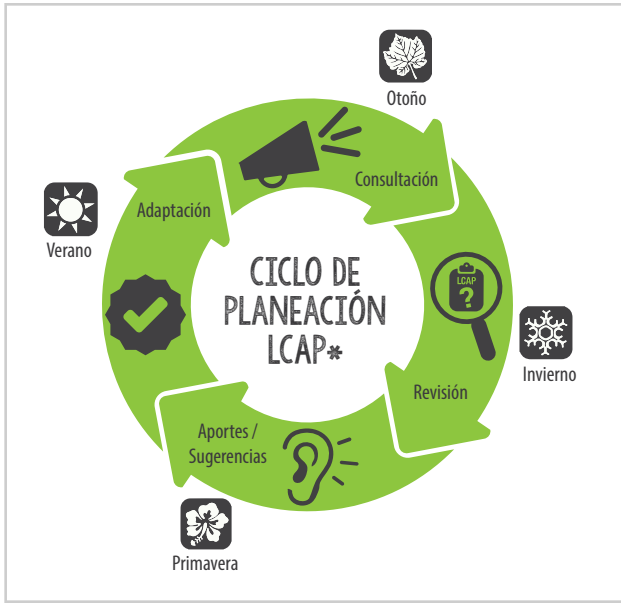 Otoño
Consultación
Adaptación
Verano
CICLO DE
PLANEACIÓN
LCAP*
LCAP
?
Invierno
Revisión
Aportes /
Sugerencias
Primavera